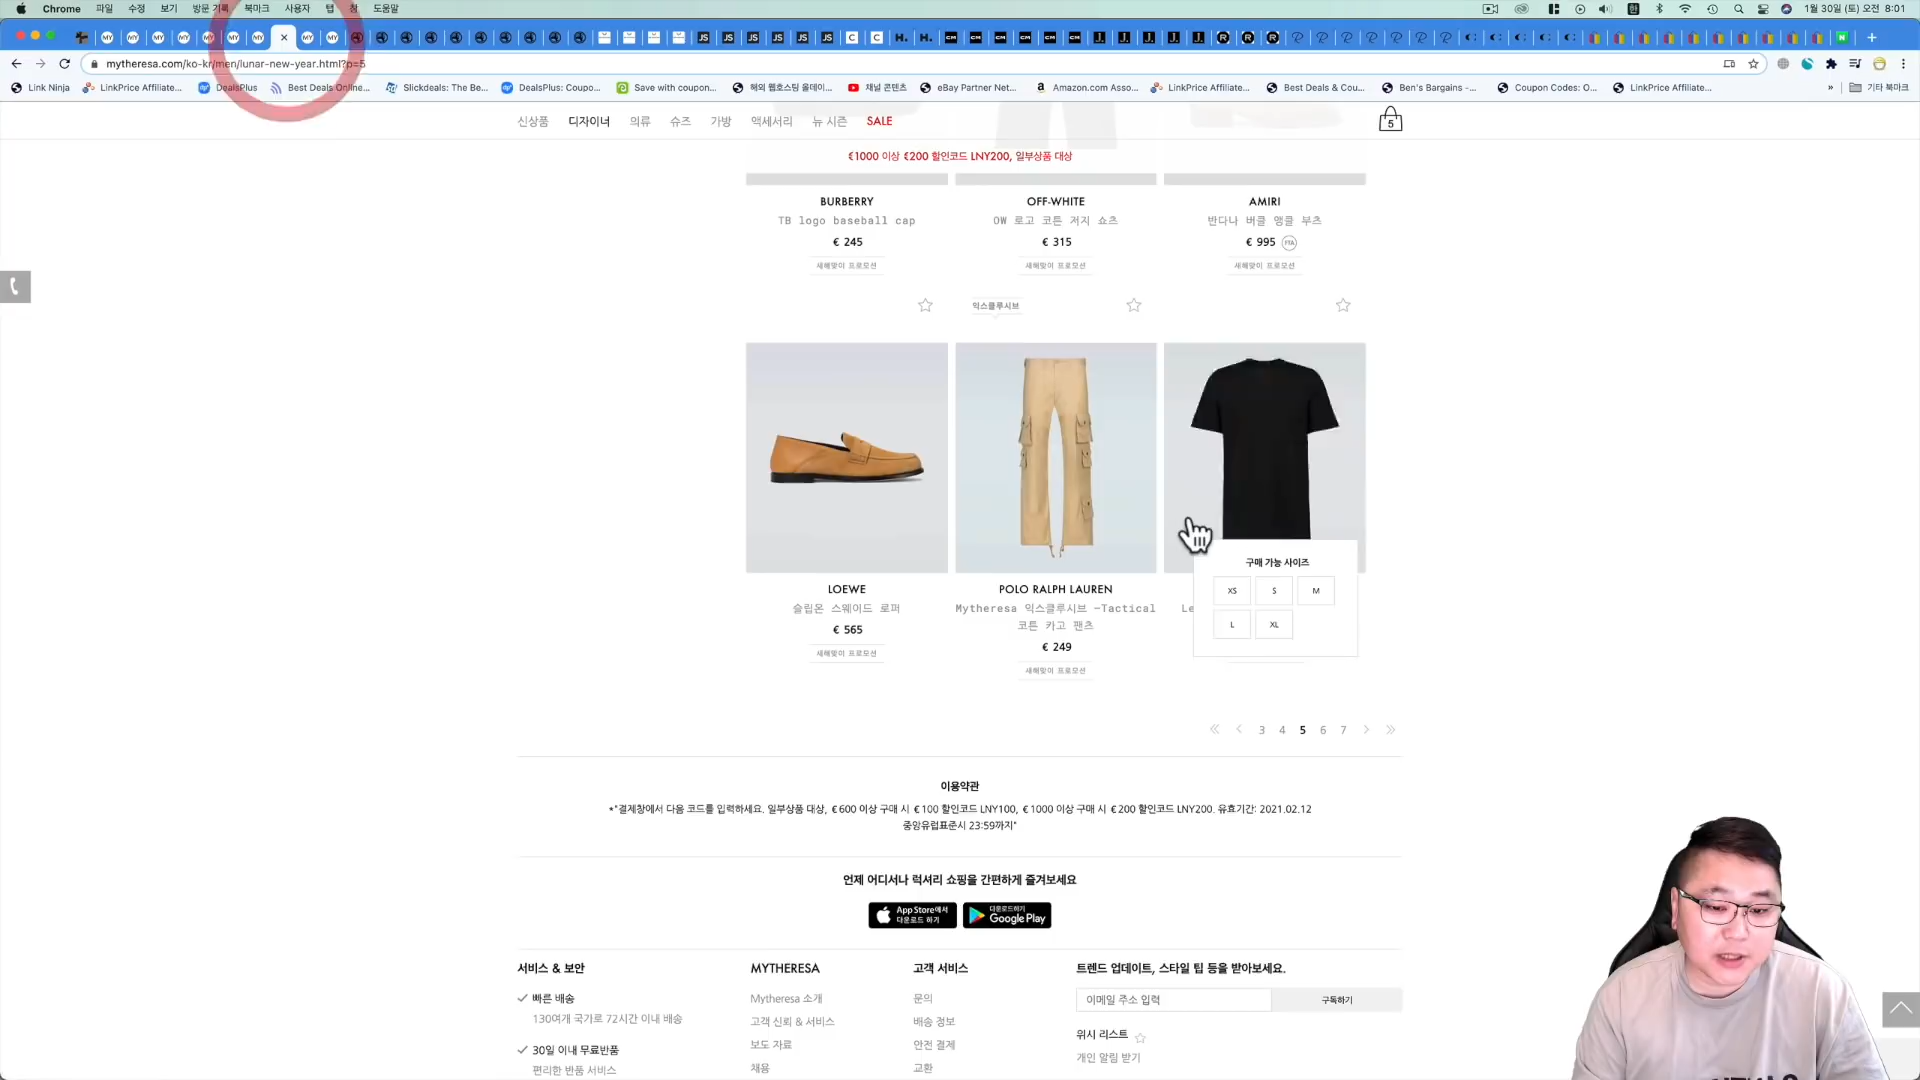 Chrome 파일 수정 보기 방문 기록 북마크 사용자 탭 창 도움말 1월 30일 (토) 오전 8:01
mytheresa.com/ko-kr/men/lunar-new-year.html?p=5
Link Ninja LinkPrice Affiliate... DealsPlus Best Deals Online... Slickdeals: The Be... DealsPlus: Coupo... Save with coupon... 해외 웹호스팅 올데이... 채널 콘텐츠 eBay Partner Net... Amazon.com Asso... LinkPrice Affiliate... Best Deals & Cou... Ben's Bargains -... Coupon Codes: O... LinkPrice Affiliate... » 기타 북마크
신상품 디자이너 의류 슈즈 가방 액세서리 뉴 시즌 SALE 5
€1000 이상 €200 할인코드 LNY200, 일부상품 대상
BURBERRY
TB logo baseball cap
€ 245
새해맞이 프로모션
OFF-WHITE
OW 로고 코튼 저지 쇼츠
€ 315
새해맞이 프로모션
AMIRI
반다나 버클 앵클 부츠
€ 995 FTA
새해맞이 프로모션
익스클루시브
LOEWE
슬립온 스웨이드 로퍼
€ 565
새해맞이 프로모션
POLO RALPH LAUREN
Mytheresa 익스클루시브 –Tactical
코튼 카고 팬츠
€ 249
새해맞이 프로모션
구매 가능 사이즈
XS S M
L XL
Le
« ‹ 3 4 5 6 7 › »
이용약관
*"결제창에서 다음 코드를 입력하세요. 일부상품 대상, €600 이상 구매 시 €100 할인코드 LNY100, €1000 이상 구매 시 €200 할인코드 LNY200. 유효기간: 2021.02.12
중앙유럽표준시 23:59까지"
언제 어디서나 럭셔리 쇼핑을 간편하게 즐겨보세요
App Store에서
다운로드 하기
다운로드하기
Google Play
서비스 & 보안
빠른 배송
130여개 국가로 72시간 이내 배송
30일 이내 무료반품
편리한 반품 서비스
MYTHERESA
Mytheresa 소개
고객 신뢰 & 서비스
보도 자료
채용
고객 서비스
문의
배송 정보
안전 결제
교환
트렌드 업데이트, 스타일 팁 등을 받아보세요.
이메일 주소 입력 구독하기
위시 리스트
개인 알림 받기